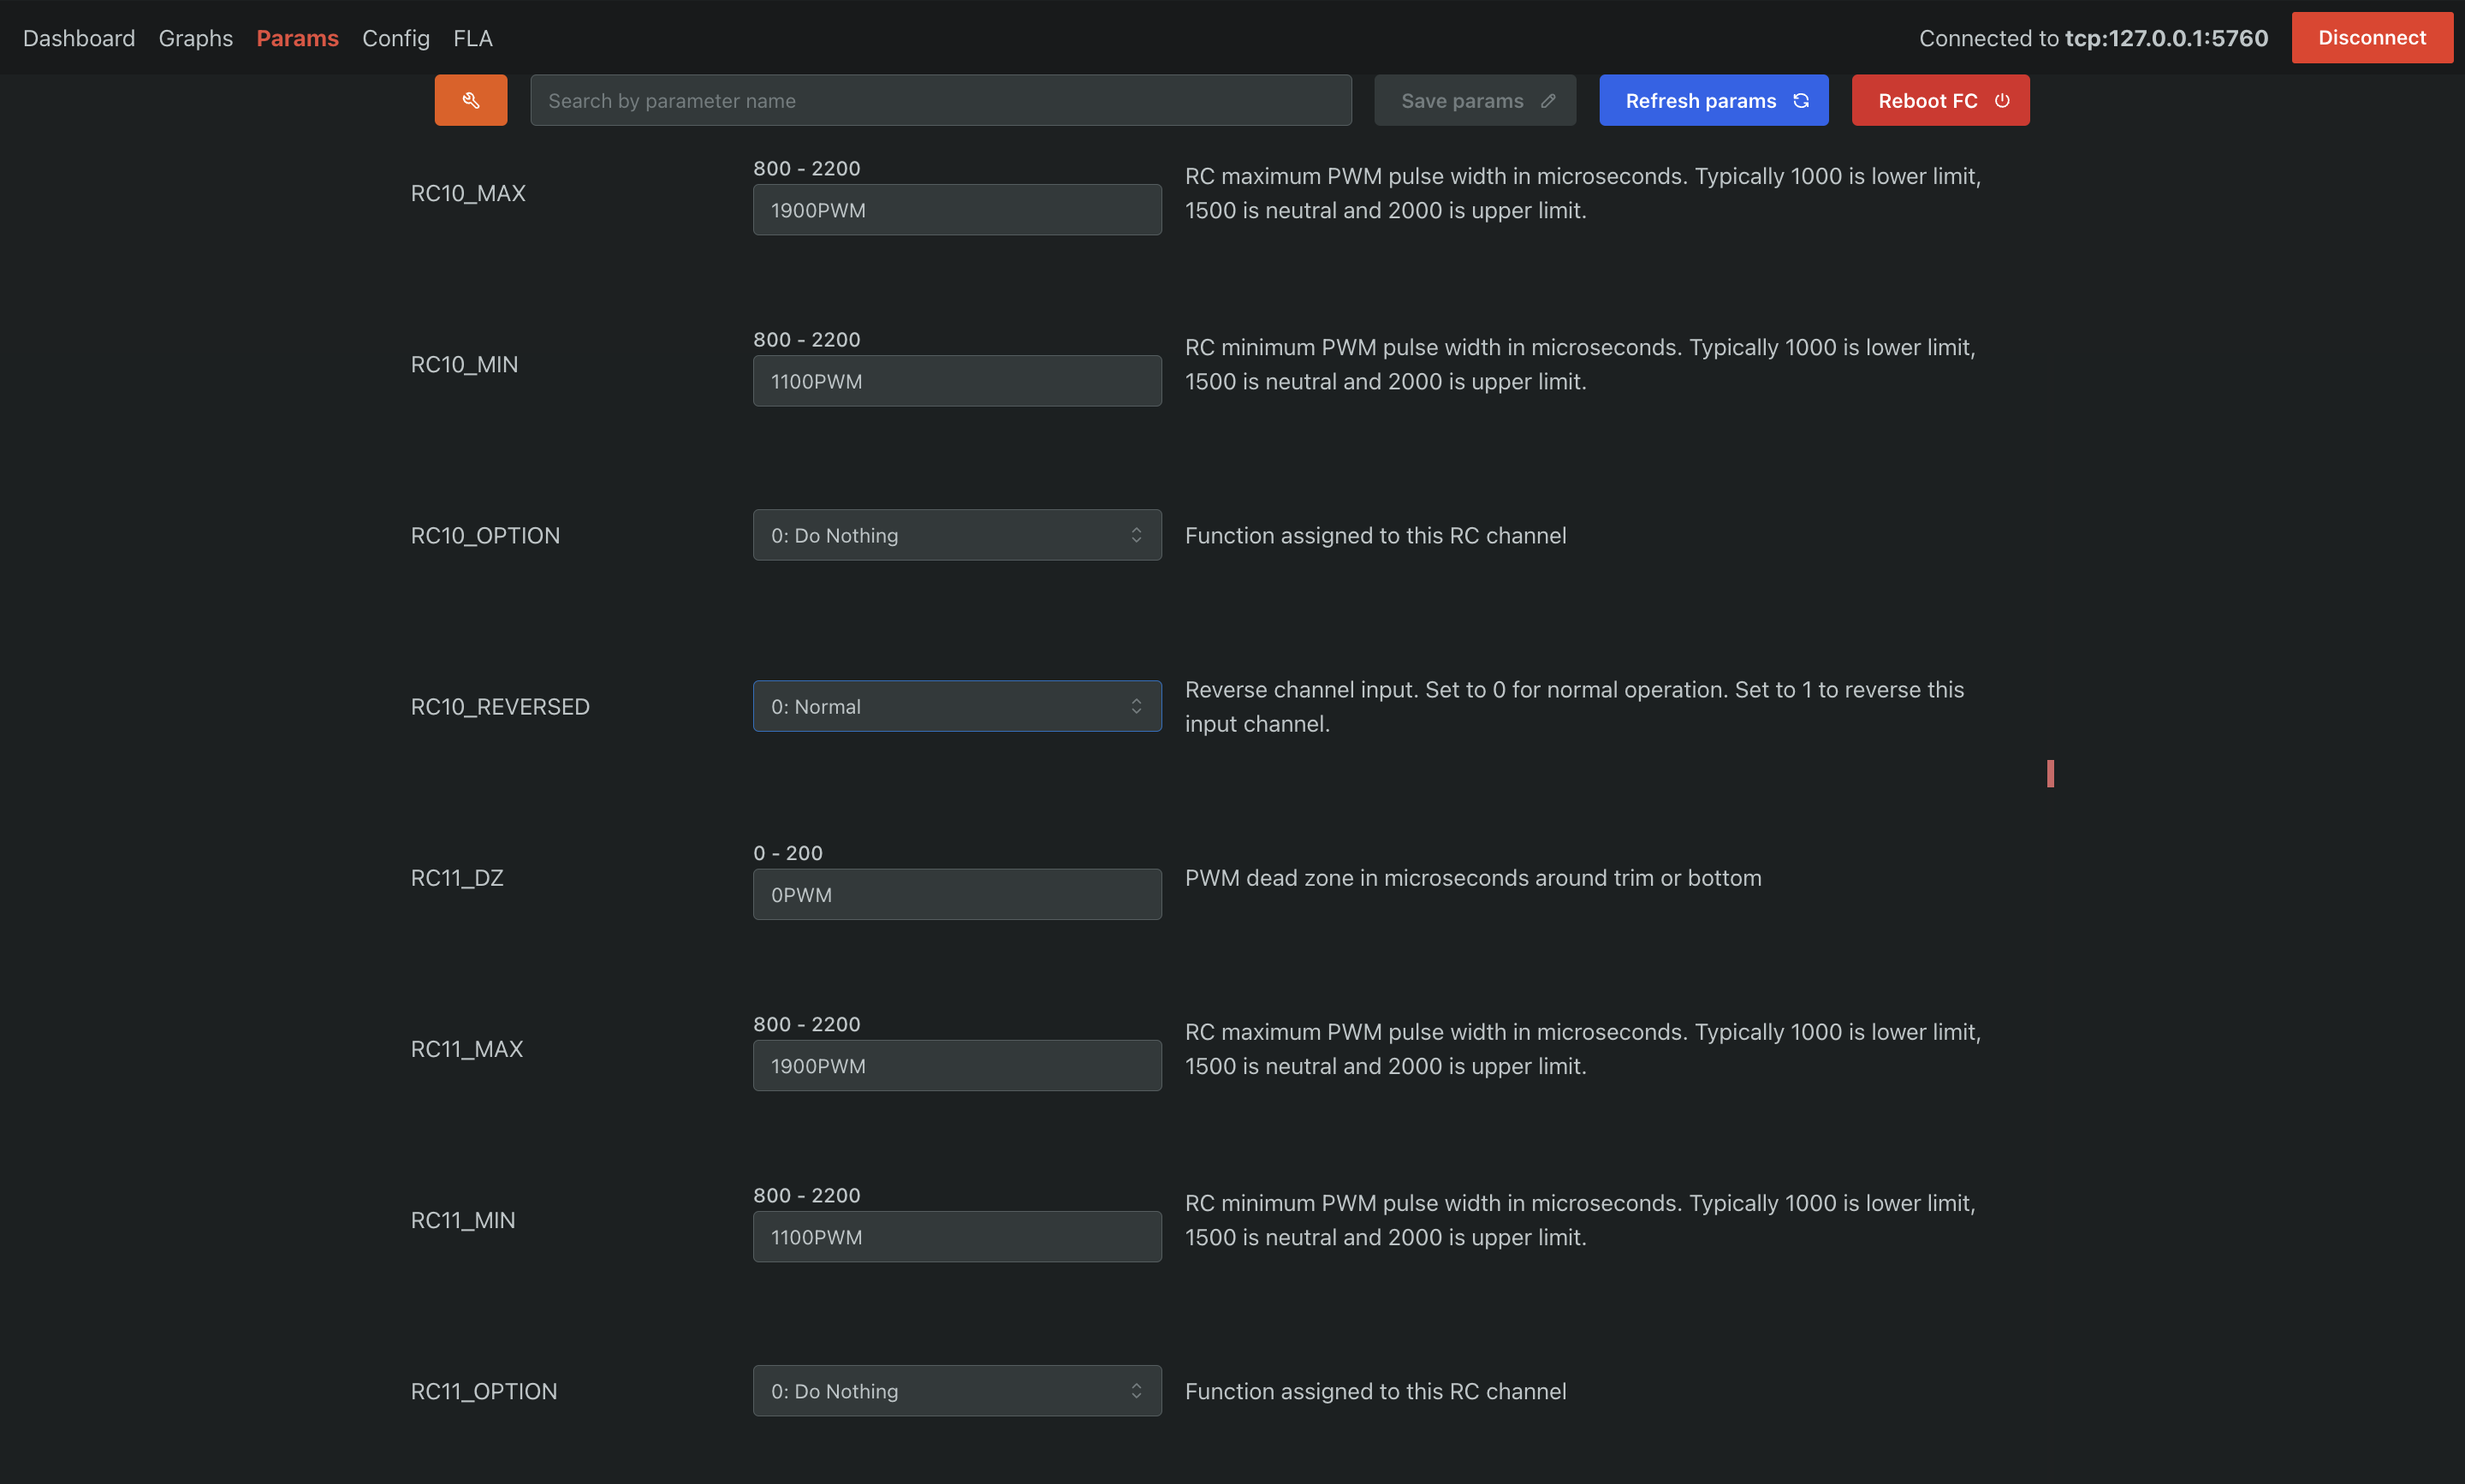 Dashboard Graphs Params Config FLA Connected to tcp:127.0.0.1:5760 Disconnect
Search by parameter name Save params Refresh params Reboot FC
RC10_MAX
800 - 2200
1900PWM
RC maximum PWM pulse width in microseconds. Typically 1000 is lower limit,
1500 is neutral and 2000 is upper limit.
RC10_MIN
800 - 2200
1100PWM
RC minimum PWM pulse width in microseconds. Typically 1000 is lower limit,
1500 is neutral and 2000 is upper limit.
RC10_OPTION
0: Do Nothing
Function assigned to this RC channel
RC10_REVERSED
0: Normal
Reverse channel input. Set to 0 for normal operation. Set to 1 to reverse this
input channel.
RC11_DZ
0 - 200
0PWM
PWM dead zone in microseconds around trim or bottom
RC11_MAX
800 - 2200
1900PWM
RC maximum PWM pulse width in microseconds. Typically 1000 is lower limit,
1500 is neutral and 2000 is upper limit.
RC11_MIN
800 - 2200
1100PWM
RC minimum PWM pulse width in microseconds. Typically 1000 is lower limit,
1500 is neutral and 2000 is upper limit.
RC11_OPTION
0: Do Nothing
Function assigned to this RC channel